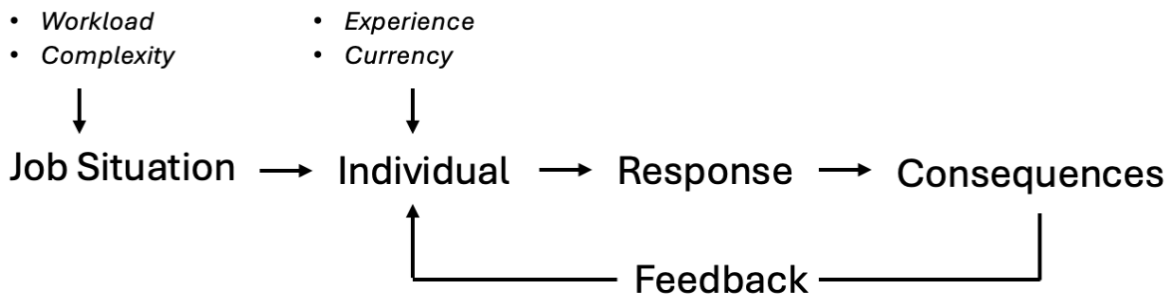 • Workload
• Complexity
• Experience
• Currency
Job Situation
Individual
Response
Consequences
Feedback